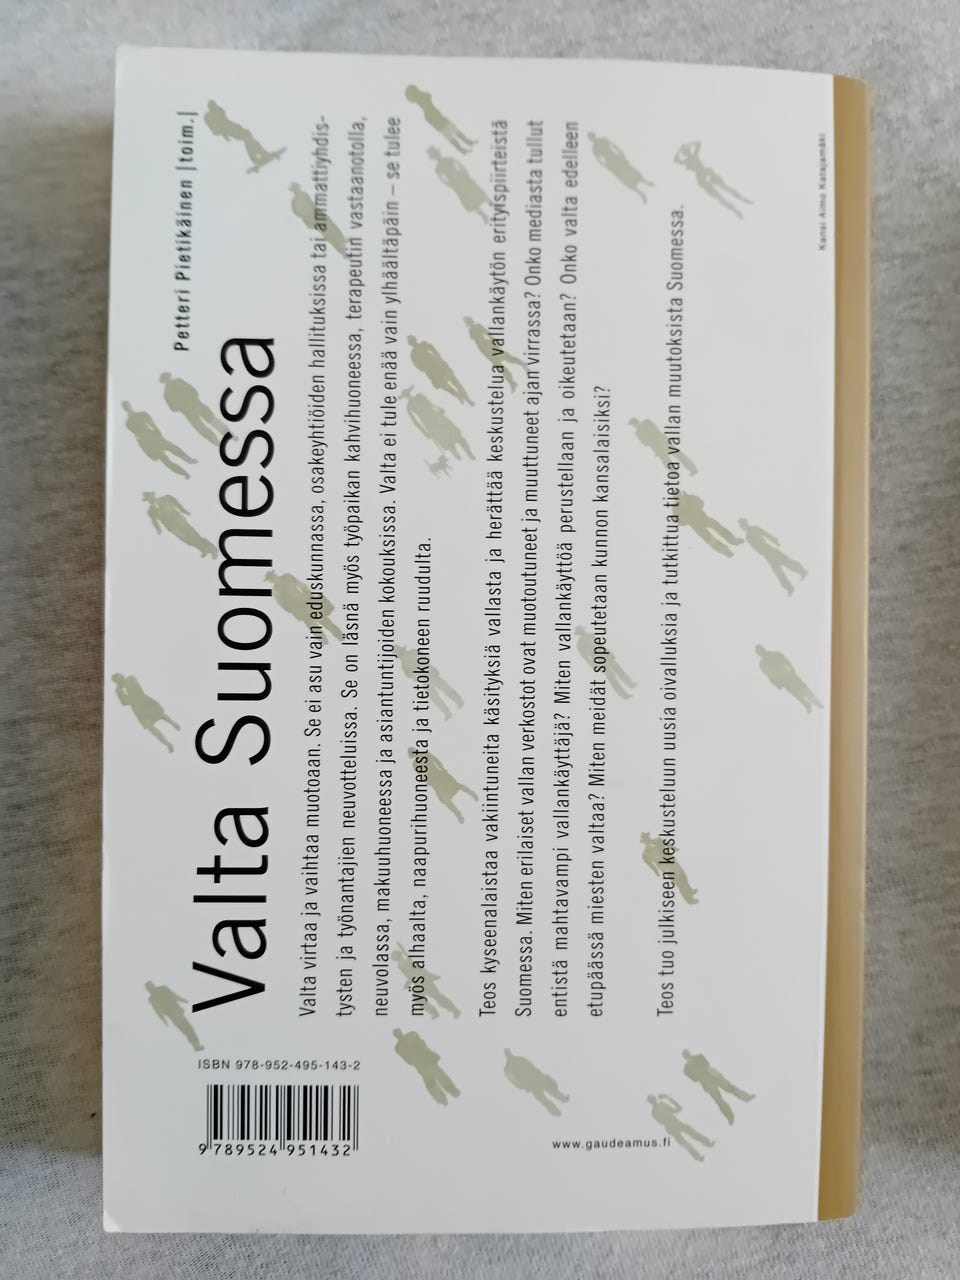 Petteri Pietikäinen |toim.|
Valta Suomessa
Valta virtaa ja vaihtaa muotoaan. Se ei asu vain eduskunnassa, osakeyhtiöiden hallituksissa tai ammattiyhdis-
tysten ja työnantajien neuvotteluissa. Se on läsnä myös työpaikan kahvihuoneessa, terapeutin vastaanotolla,
neuvolassa, makuuhuoneessa ja asiantuntijoiden kokouksissa. Valta ei tule enää vain ylhäältäpäin – se tulee
myös alhaalta, naapurihuoneesta ja tietokoneen ruudulta.
Teos kyseenalaistaa vakiintuneita käsityksiä vallasta ja herättää keskustelua vallankäytön erityispiirteistä
Suomessa. Miten erilaiset vallan verkostot ovat muotoutuneet ja muuttuneet ajan virrassa? Onko mediasta tullut
entistä mahtavampi vallankäyttäjä? Miten vallankäyttöä perustellaan ja oikeutetaan? Onko valta edelleen
etupäässä miesten valtaa? Miten meidät sopeutetaan kunnon kansalaisiksi?
Teos tuo julkiseen keskusteluun uusia oivalluksia ja tutkittua tietoa vallan muutoksista Suomessa.
ISBN 978-952-495-143-2
9 789524 951432
www.gaudeamus.fi
Kansi Aimo Katajamäki